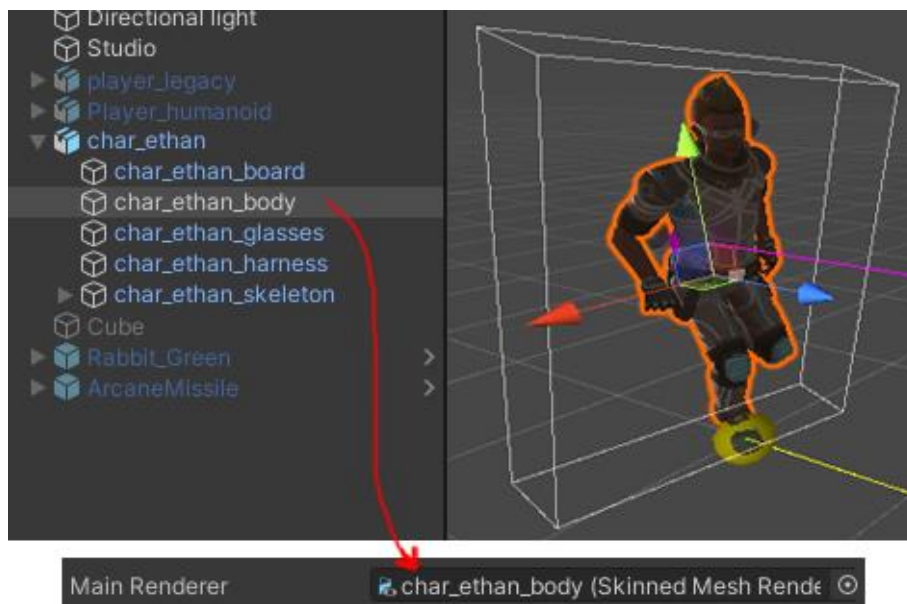 Directional light
Studio
player_legacy
Player_humanoid
char_ethan
char_ethan_board
char_ethan_body
char_ethan_glasses
char_ethan_harness
char_ethan_skeleton
Cube
Rabbit_Green
ArcaneMissile
Main Renderer char_ethan_body (Skinned Mesh Rende